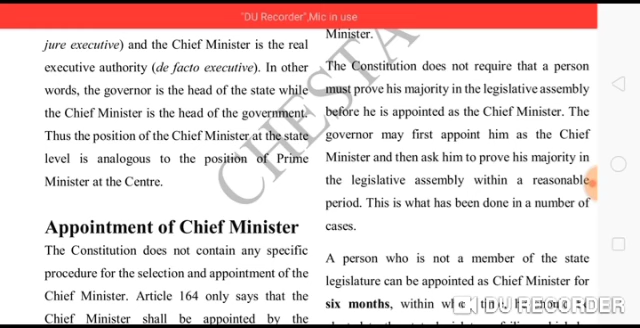 "DU Recorder",Mic in use
jure executive) and the Chief Minister is the real
executive authority (de facto executive). In other
words, the governor is the head of the state while
the Chief Minister is the head of the government.
Thus the position of the Chief Minister at the state
level is analogous to the position of Prime
Minister at the Centre.
Appointment of Chief Minister
The Constitution does not contain any specific
procedure for the selection and appointment of the
Chief Minister. Article 164 only says that the
Chief Minister shall be appointed by the
Minister.
The Constitution does not require that a person
must prove his majority in the legislative assembly
before he is appointed as the Chief Minister. The
governor may first appoint him as the Chief
Minister and then ask him to prove his majority in
the legislative assembly within a reasonable
period. This is what has been done in a number of
cases.
A person who is not a member of the state
legislature can be appointed as Chief Minister for
six months, within
CHESTA
DU RECORDER